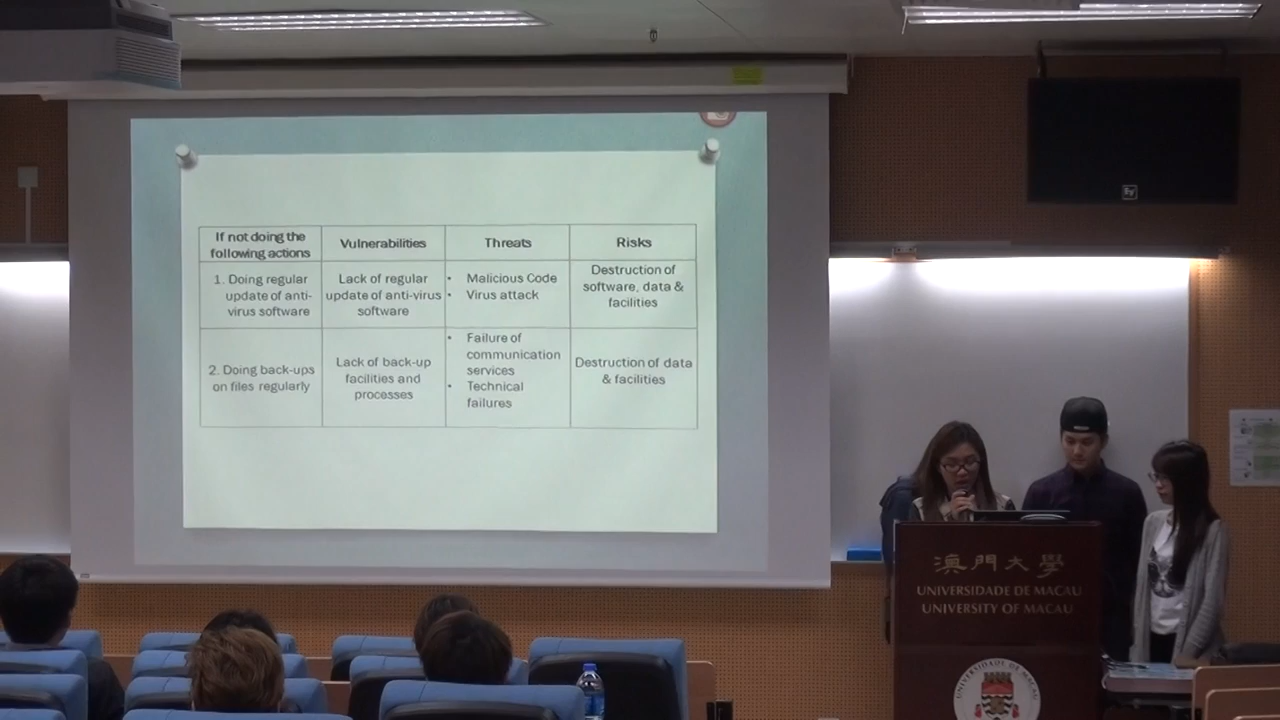 If not doing the
following actions
Vulnerabilities
Threats
Risks
1. Doing regular
update of anti-
virus software
Lack of regular
update of anti-virus
software
• Malicious Code
• Virus attack
Destruction of
software, data &
facilities
2. Doing back-ups
on files regularly
Lack of back-up
facilities and
processes
• Failure of
communication
services
• Technical
failures
Destruction of data
& facilities
澳門大學
UNIVERSIDADE DE MACAU
UNIVERSITY OF MACAU
UNIVERSIDADE DE MACAU